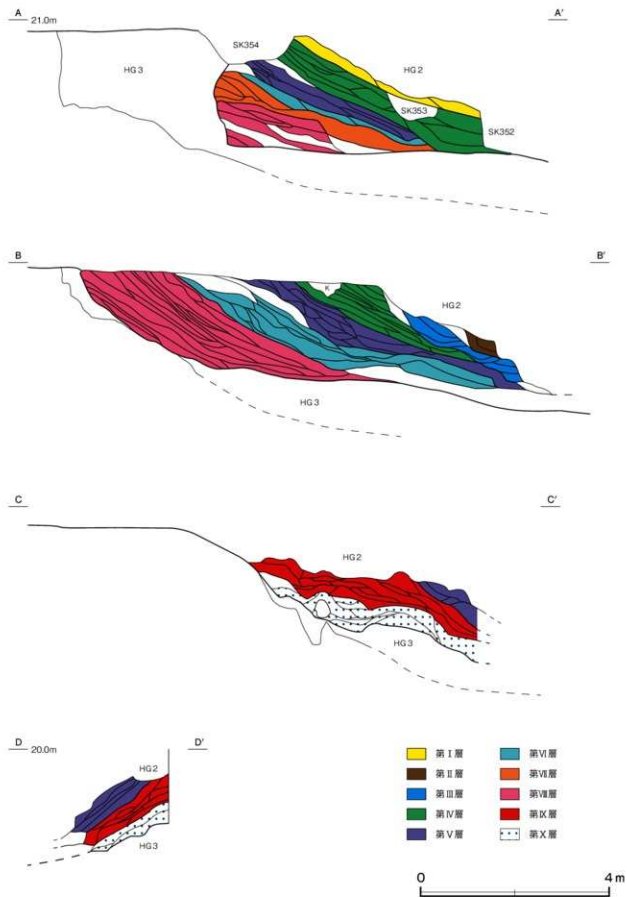 A
A′
21.0m
SK354
HG 3
HG 2
SK353
SK352
B
B′
K
HG 2
HG 3
C
C′
HG 2
HG 3
D
20.0m
D′
HG 2
HG 3
第Ⅰ層
第Ⅵ層
第Ⅱ層
第Ⅶ層
第Ⅲ層
第Ⅷ層
第Ⅳ層
第Ⅸ層
第Ⅴ層
第Ⅹ層
0
4 m